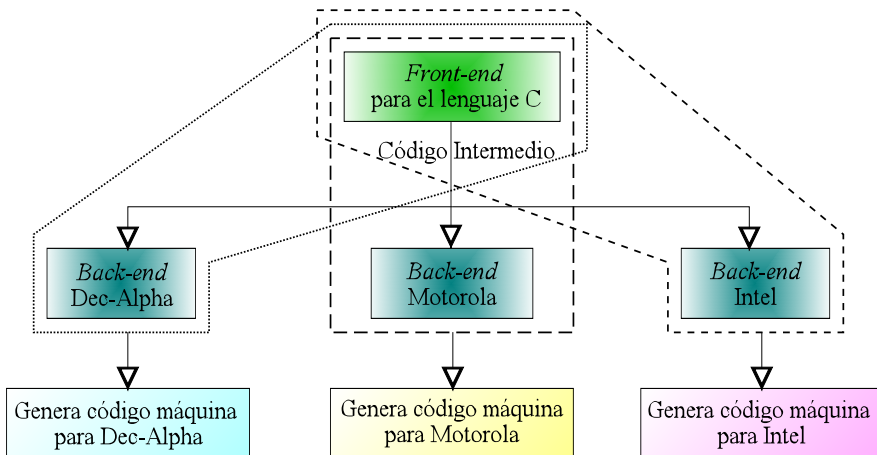 Front-end
para el lenguaje C
Código Intermedio
Back-end
Dec-Alpha
Back-end
Motorola
Back-end
Intel
Genera código máquina
para Dec-Alpha
Genera código máquina
para Motorola
Genera código máquina
para Intel